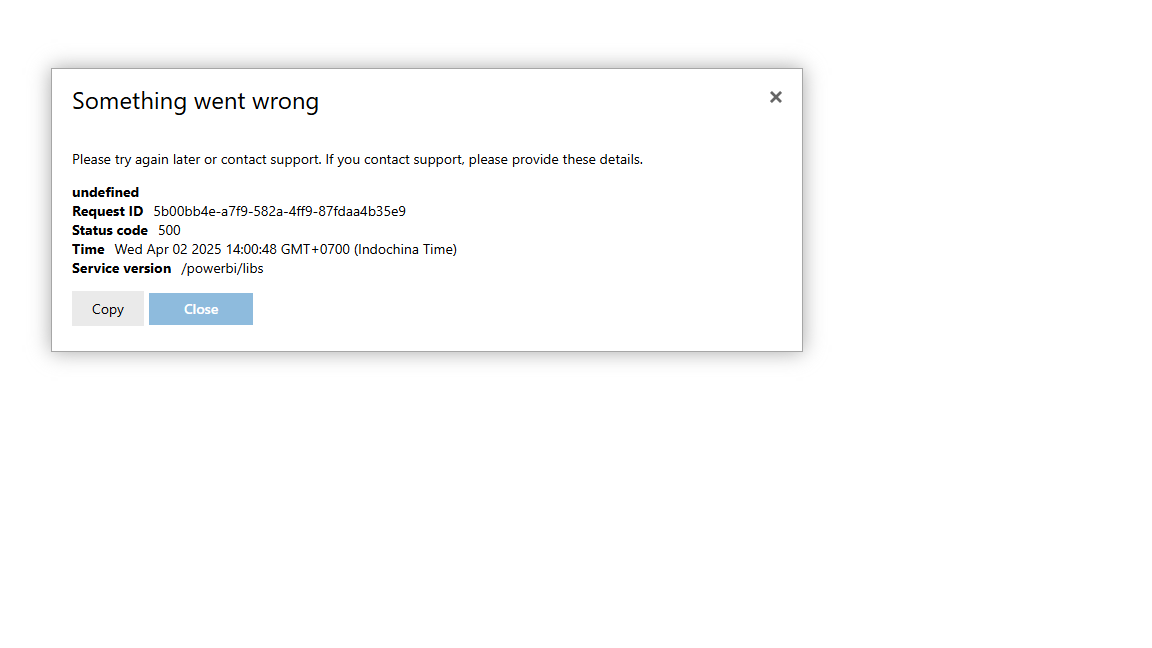 Something went wrong
Please try again later or contact support. If you contact support, please provide these details.
undefined
Request ID 5b00bb4e-a7f9-582a-4ff9-87fdaa4b35e9
Status code 500
Time Wed Apr 02 2025 14:00:48 GMT+0700 (Indochina Time)
Service version /powerbi/libs
Copy Close